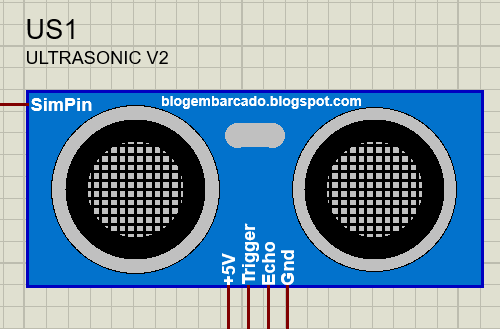 US1
ULTRASONIC V2
blogembarcado.blogspot.com
SimPin
+5V
Trigger
Echo
Gnd